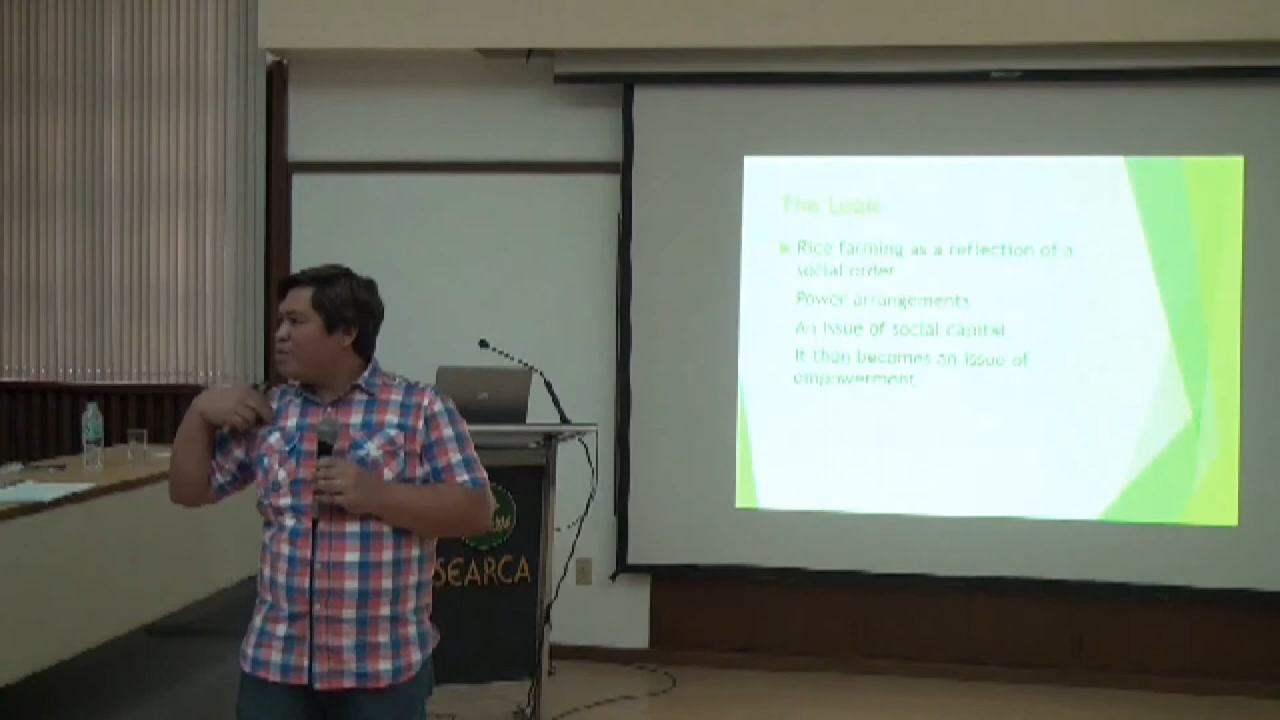 The Logic
Rice farming as a reflection of a
social order
Power arrangements
An issue of social capital
It then becomes an issue of
empowerment
SEARCA